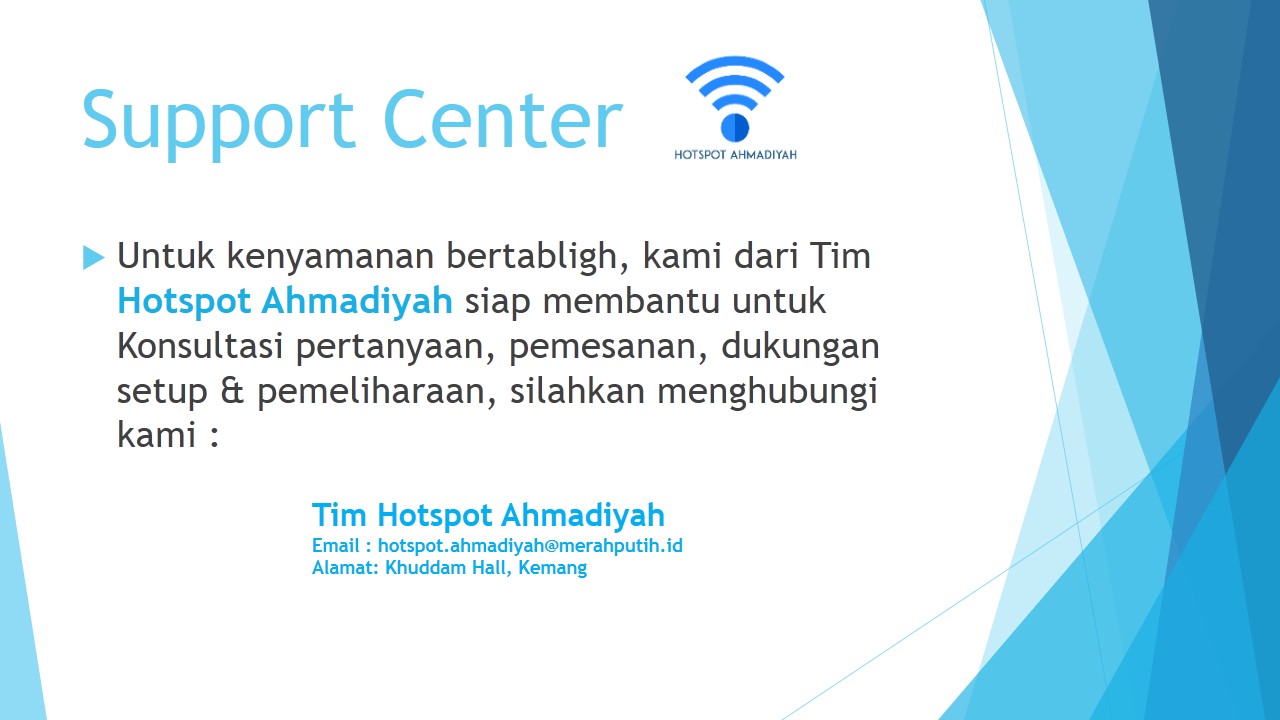 Support Center
HOTSPOT AHMADIYAH
Untuk kenyamanan bertabligh, kami dari Tim
Hotspot Ahmadiyah siap membantu untuk
Konsultasi pertanyaan, pemesanan, dukungan
setup & pemeliharaan, silahkan menghubungi
kami :
Tim Hotspot Ahmadiyah
Email : hotspot.ahmadiyah@merahputih.id
Alamat: Khuddam Hall, Kemang